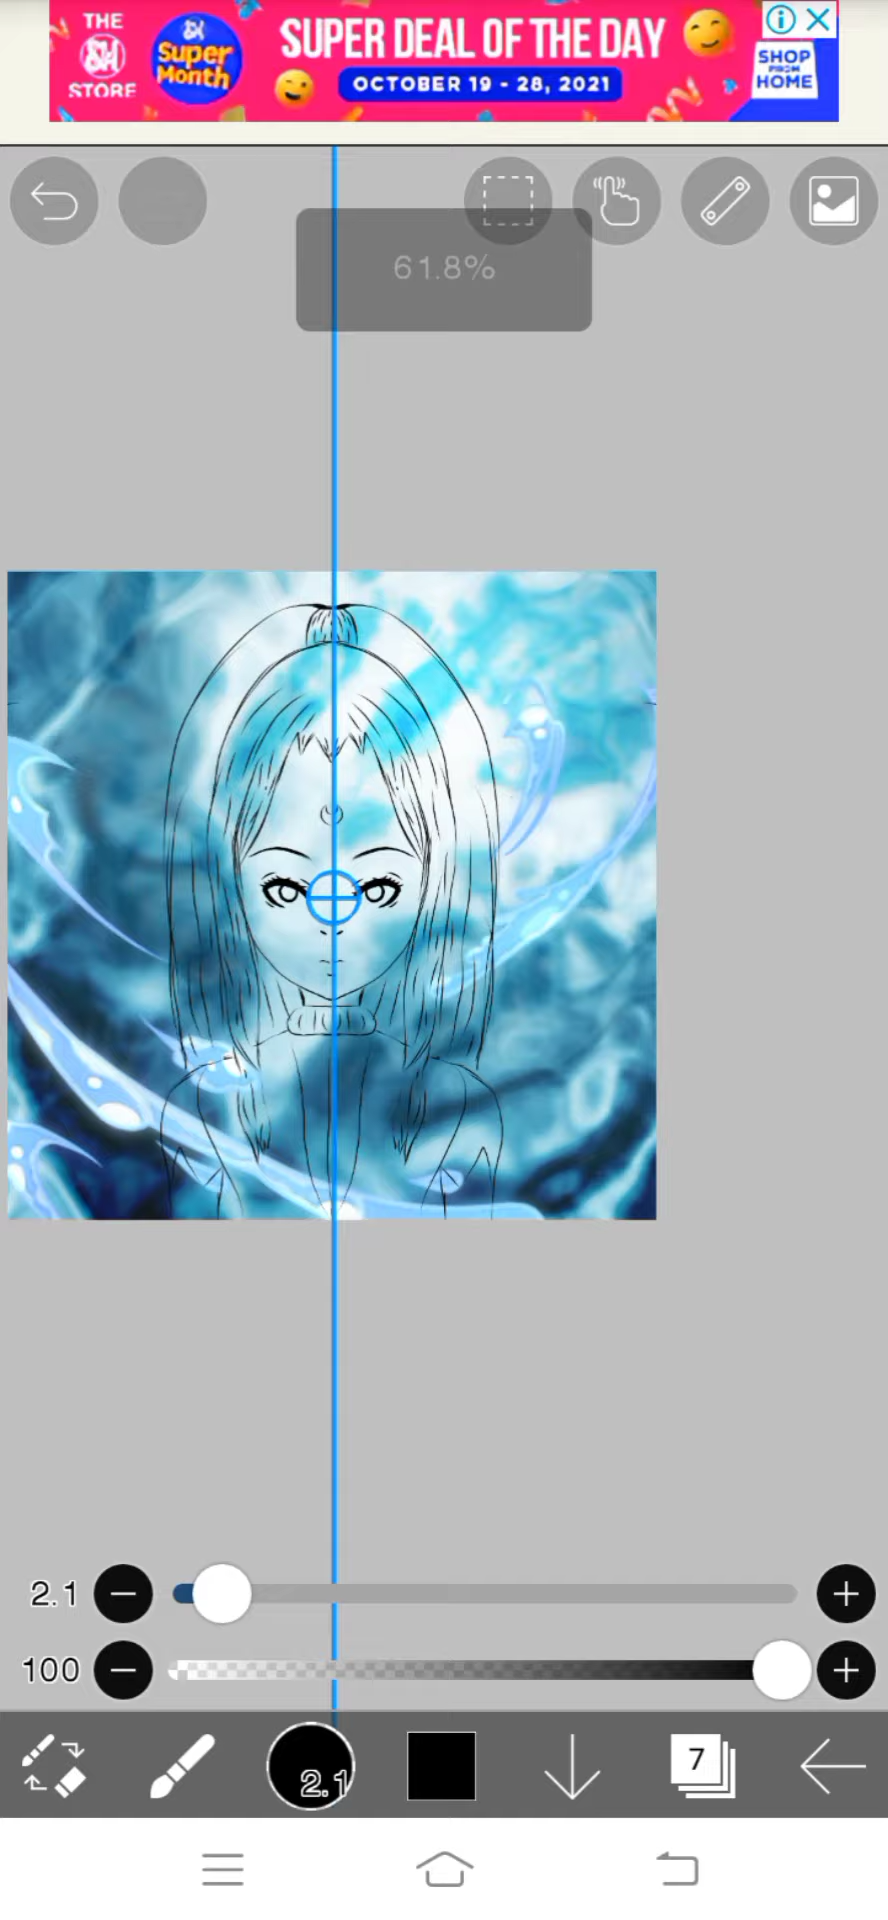 THE
SM
STORE
SM
Super
Month
SUPER DEAL OF THE DAY
OCTOBER 19 - 28, 2021
SHOP
FROM
HOME
61.8%
2.1
100
2.1
7